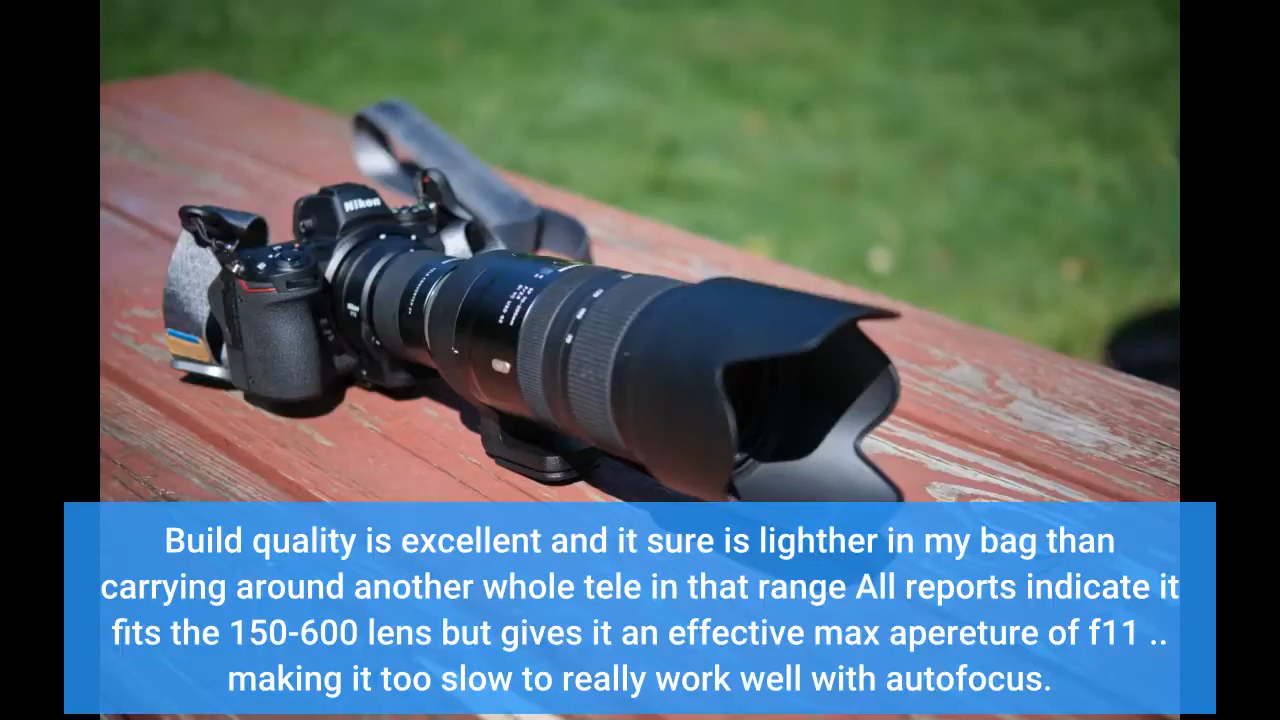 Nikon
Build quality is excellent and it sure is lighther in my bag than
carrying around another whole tele in that range All reports indicate it
fits the 150-600 lens but gives it an effective max apereture of f11 ..
making it too slow to really work well with autofocus.